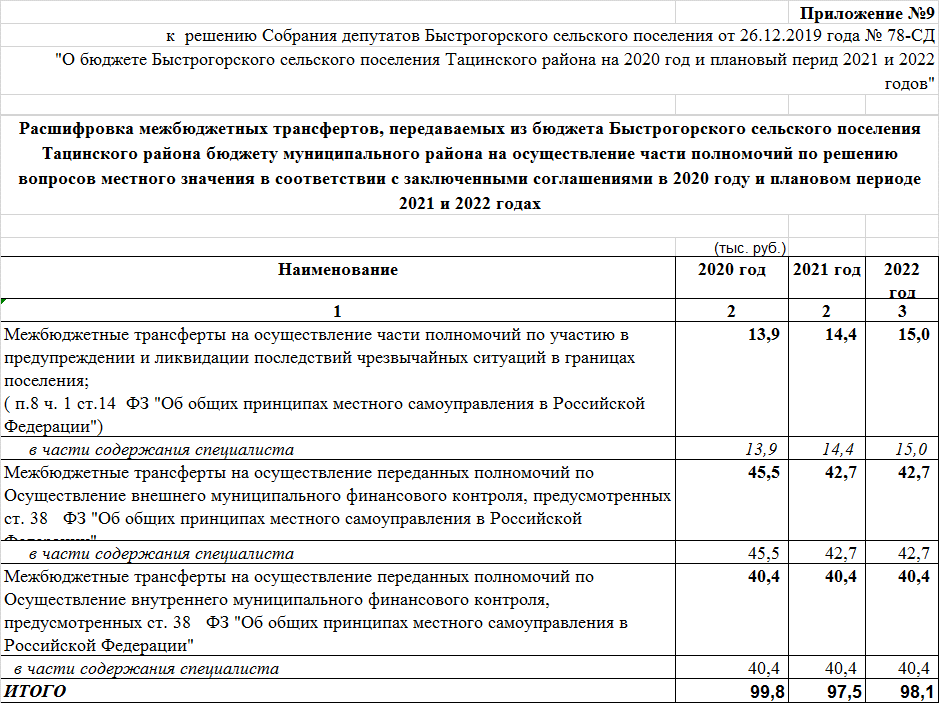 Приложение №9
к решению Собрания депутатов Быстрогорского сельского поселения от 26.12.2019 года № 78-СД
"О бюджете Быстрогорского сельского поселения Тацинского района на 2020 год и плановый перид 2021 и 2022
годов"
Расшифровка межбюджетных трансфертов, передаваемых из бюджета Быстрогорского сельского поселения
Тацинского района бюджету муниципального района на осуществление части полномочий по решению
вопросов местного значения в соответствии с заключенными соглашениями в 2020 году и плановом периоде
2021 и 2022 годах
(тыс. руб.)
Наименование 2020 год 2021 год 2022
год
1 2 2 3
Межбюджетные трансферты на осуществление части полномочий по участию в 13,9 14,4 15,0
предупреждении и ликвидации последствий чрезвычайных ситуаций в границах
поселения;
( п.8 ч. 1 ст.14 ФЗ "Об общих принципах местного самоуправления в Российской
Федерации")
в части содержания специалиста 13,9 14,4 15,0
Межбюджетные трансферты на осуществление переданных полномочий по 45,5 42,7 42,7
Осуществление внешнего муниципального финансового контроля, предусмотренных
ст. 38 ФЗ "Об общих принципах местного самоуправления в Российской
в части содержания специалиста 45,5 42,7 42,7
Межбюджетные трансферты на осуществление переданных полномочий по 40,4 40,4 40,4
Осуществление внутреннего муниципального финансового контроля,
предусмотренных ст. 38 ФЗ "Об общих принципах местного самоуправления в
Российской Федерации"
в части содержания специалиста 40,4 40,4 40,4
ИТОГО 99,8 97,5 98,1